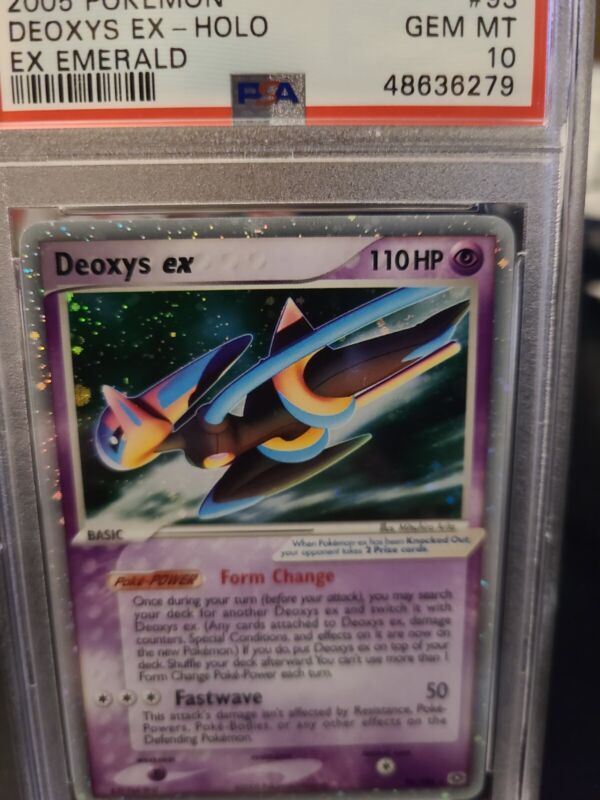 2005 POKEMON #93
DEOXYS EX - HOLO GEM MT
EX EMERALD 10
PSA 48636279
Deoxys ex 110 HP
BASIC
When Pokémon-ex has been Knocked Out,
your opponent takes 2 Prize cards.
Poké-POWER Form Change
Once during your turn (before your attack), you may search
your deck for another Deoxys ex and switch it with
Deoxys ex. (Any cards attached to Deoxys ex, damage
counters, Special Conditions, and effects on it are now on
the new Pokémon.) If you do, put Deoxys ex on top of your
deck. Shuffle your deck afterward. You can't use more than 1
Form Change Poké-Power each turn.
Fastwave 50
This attack's damage isn't affected by Resistance, Poké-
Powers, Poké-Bodies, or any other effects on the
Defending Pokémon.